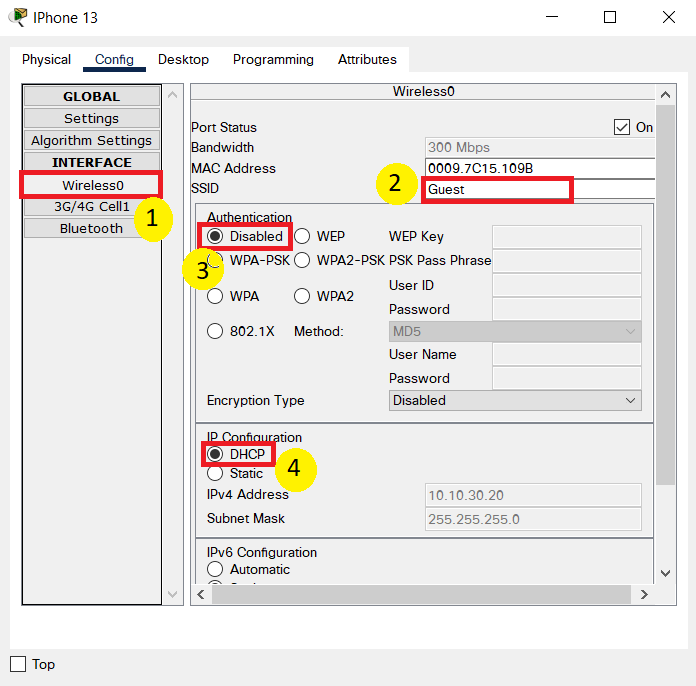 IPhone 13
Physical Config Desktop Programming Attributes
GLOBAL
Settings
Algorithm Settings
INTERFACE
Wireless0
3G/4G Cell1
Bluetooth
1
Wireless0
Port Status On
Bandwidth 300 Mbps
MAC Address 0009.7C15.109B
SSID Guest
2
Authentication
Disabled WEP WEP Key
WPA-PSK WPA2-PSK PSK Pass Phrase
3
User ID
WPA WPA2
Password
802.1X Method: MD5
User Name
Password
Encryption Type Disabled
IP Configuration
DHCP
4
Static
IPv4 Address 10.10.30.20
Subnet Mask 255.255.255.0
IPv6 Configuration
Automatic
Top